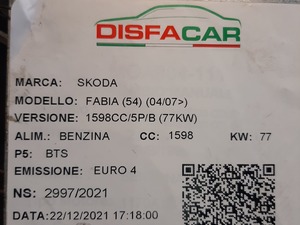 DISFACAR
MARCA: SKODA
MODELLO: FABIA (54) (04/07>)
VERSIONE: 1598CC/5P/B (77KW)
ALIM.: BENZINA CC: 1598 KW: 77
P5: BTS
EMISSIONE: EURO 4
NS: 2997/2021
DATA:22/12/2021 17:18:00